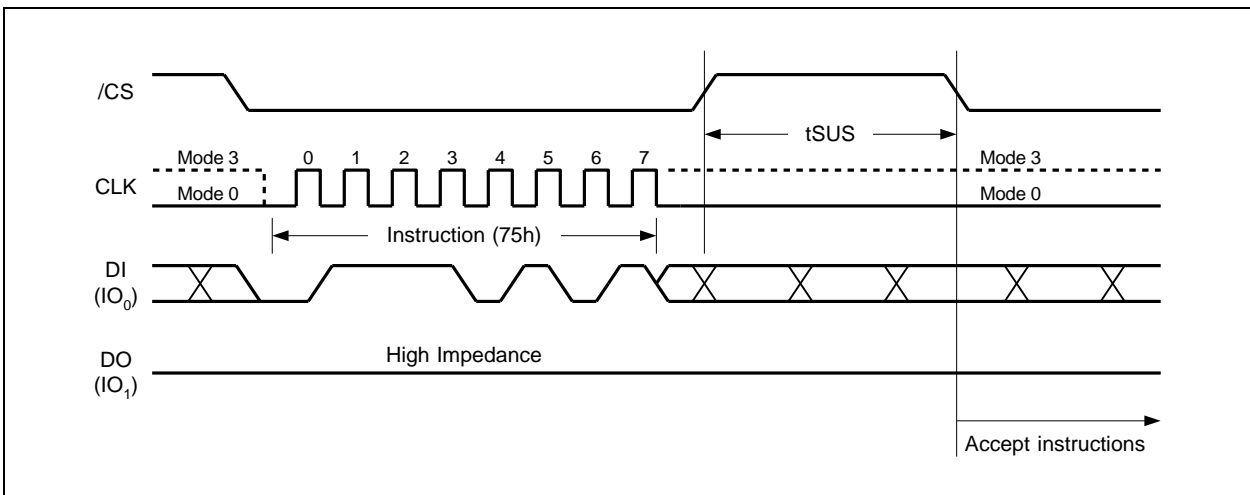 /CS
tSUS
Mode 3
0 1 2 3 4 5 6 7
Mode 3
CLK
Mode 0
Mode 0
Instruction (75h)
DI
(IO0)
High Impedance
DO
(IO1)
Accept instructions